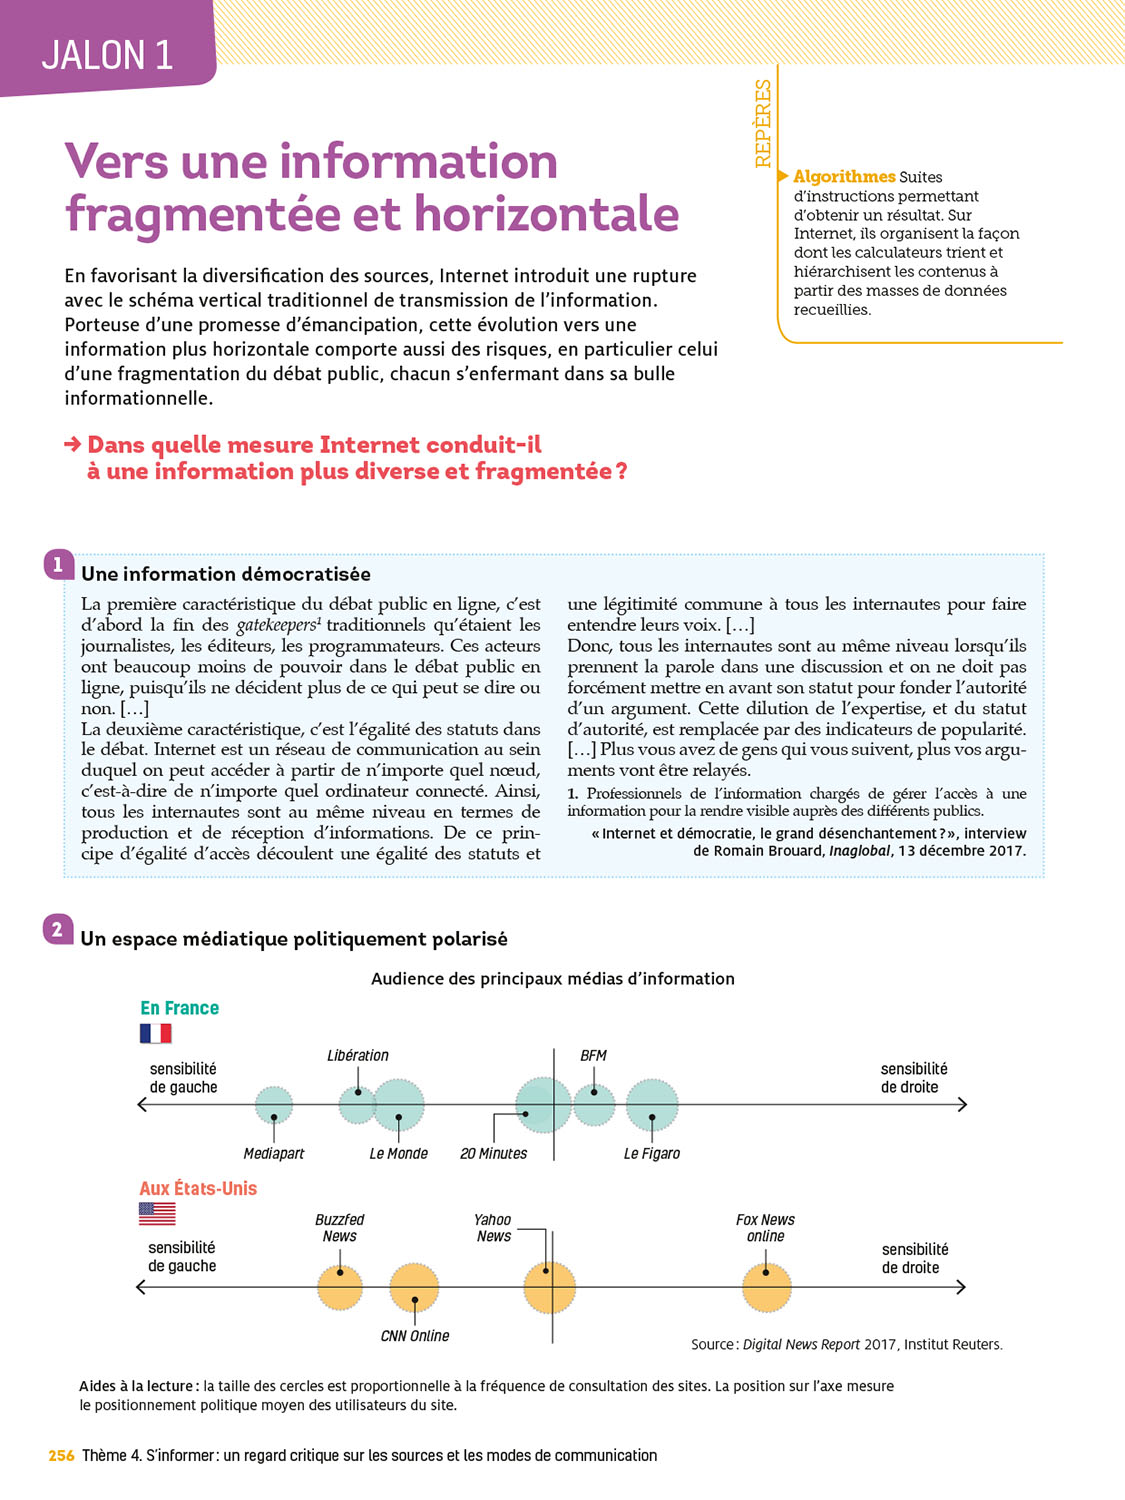 JALON 1
Vers une information
fragmentée et horizontale
En favorisant la diversification des sources, Internet introduit une rupture
avec le schéma vertical traditionnel de transmission de l'information.
Porteuse d'une promesse d'émancipation, cette évolution vers une
information plus horizontale comporte aussi des risques, en particulier celui
d'une fragmentation du débat public, chacun s'enfermant dans sa bulle
informationnelle.
→ Dans quelle mesure Internet conduit-il
à une information plus diverse et fragmentée ?
REPÈRES
Algorithmes Suites
d'instructions permettant
d'obtenir un résultat. Sur
Internet, ils organisent la façon
dont les calculateurs trient et
hiérarchisent les contenus à
partir des masses de données
recueillies.
1
Une information démocratisée
La première caractéristique du débat public en ligne, c'est
d'abord la fin des gatekeepers¹ traditionnels qu'étaient les
journalistes, les éditeurs, les programmateurs. Ces acteurs
ont beaucoup moins de pouvoir dans le débat public en
ligne, puisqu'ils ne décident plus de ce qui peut se dire ou
non. […]
La deuxième caractéristique, c'est l'égalité des statuts dans
le débat. Internet est un réseau de communication au sein
duquel on peut accéder à partir de n'importe quel nœud,
c'est-à-dire de n'importe quel ordinateur connecté. Ainsi,
tous les internautes sont au même niveau en termes de
production et de réception d'informations. De ce prin-
cipe d'égalité d'accès découlent une égalité des statuts et
une légitimité commune à tous les internautes pour faire
entendre leurs voix. […]
Donc, tous les internautes sont au même niveau lorsqu'ils
prennent la parole dans une discussion et on ne doit pas
forcément mettre en avant son statut pour fonder l'autorité
d'un argument. Cette dilution de l'expertise, et du statut
d'autorité, est remplacée par des indicateurs de popularité.
[…] Plus vous avez de gens qui vous suivent, plus vos argu-
ments vont être relayés.
1. Professionnels de l'information chargés de gérer l'accès à une
information pour la rendre visible auprès des différents publics.
« Internet et démocratie, le grand désenchantement ? », interview
de Romain Brouard, Inaglobal, 13 décembre 2017.
2
Un espace médiatique politiquement polarisé
Audience des principaux médias d'information
En France
sensibilité
de gauche
Libération
BFM
sensibilité
de droite
Mediapart
Le Monde
20 Minutes
Le Figaro
Aux États-Unis
Buzzfed
News
Yahoo
News
Fox News
online
sensibilité
de gauche
sensibilité
de droite
CNN Online
Source : Digital News Report 2017, Institut Reuters.
Aides à la lecture : la taille des cercles est proportionnelle à la fréquence de consultation des sites. La position sur l'axe mesure
le positionnement politique moyen des utilisateurs du site.
256 Thème 4. S'informer : un regard critique sur les sources et les modes de communication